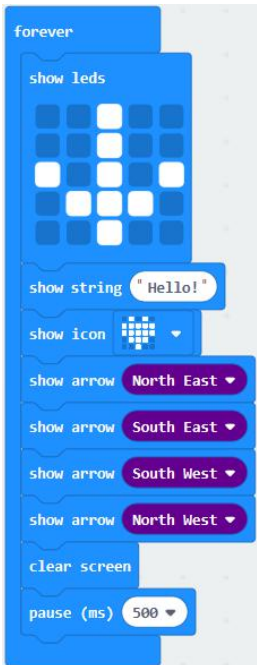 forever
show leds
show string "Hello!"
show icon
show arrow North East
show arrow South East
show arrow South West
show arrow North West
clear screen
pause (ms) 500